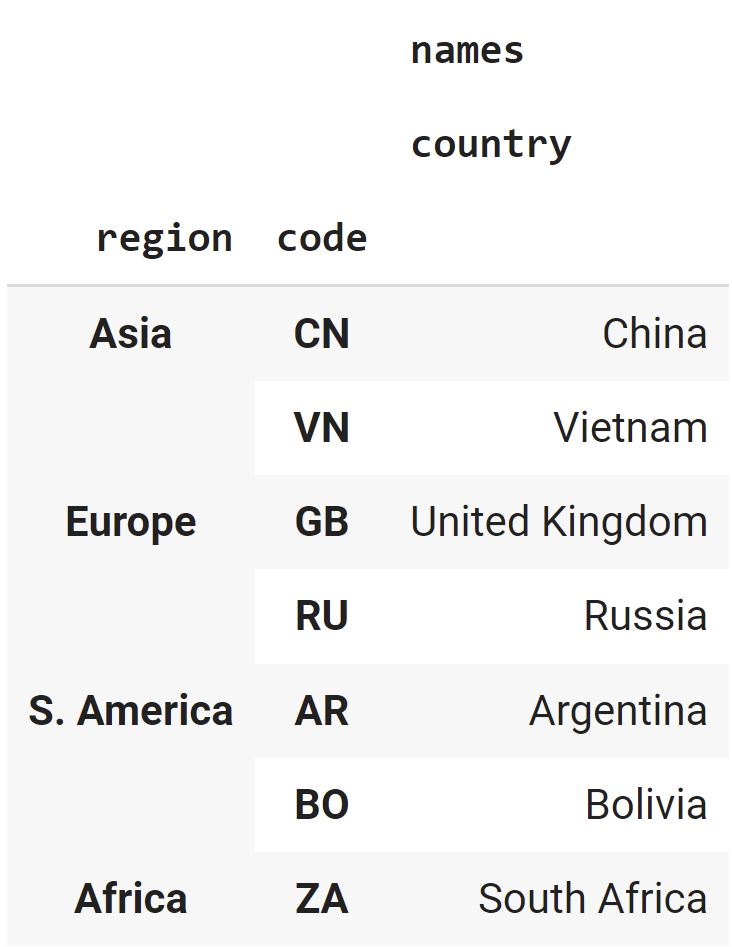 names
country
region code
Asia CN China
VN Vietnam
Europe GB United Kingdom
RU Russia
S. America AR Argentina
BO Bolivia
Africa ZA South Africa